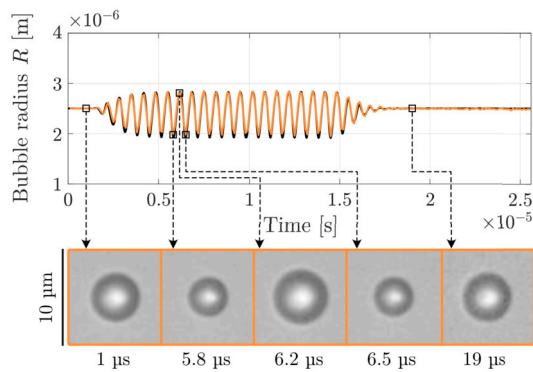 ×10⁻⁶
Bubble radius R [m]
4
3
2
1
0 0.5 1 1.5 2 2.5
Time [s]
×10⁻⁵
10 µm
1 µs 5.8 µs 6.2 µs 6.5 µs 19 µs